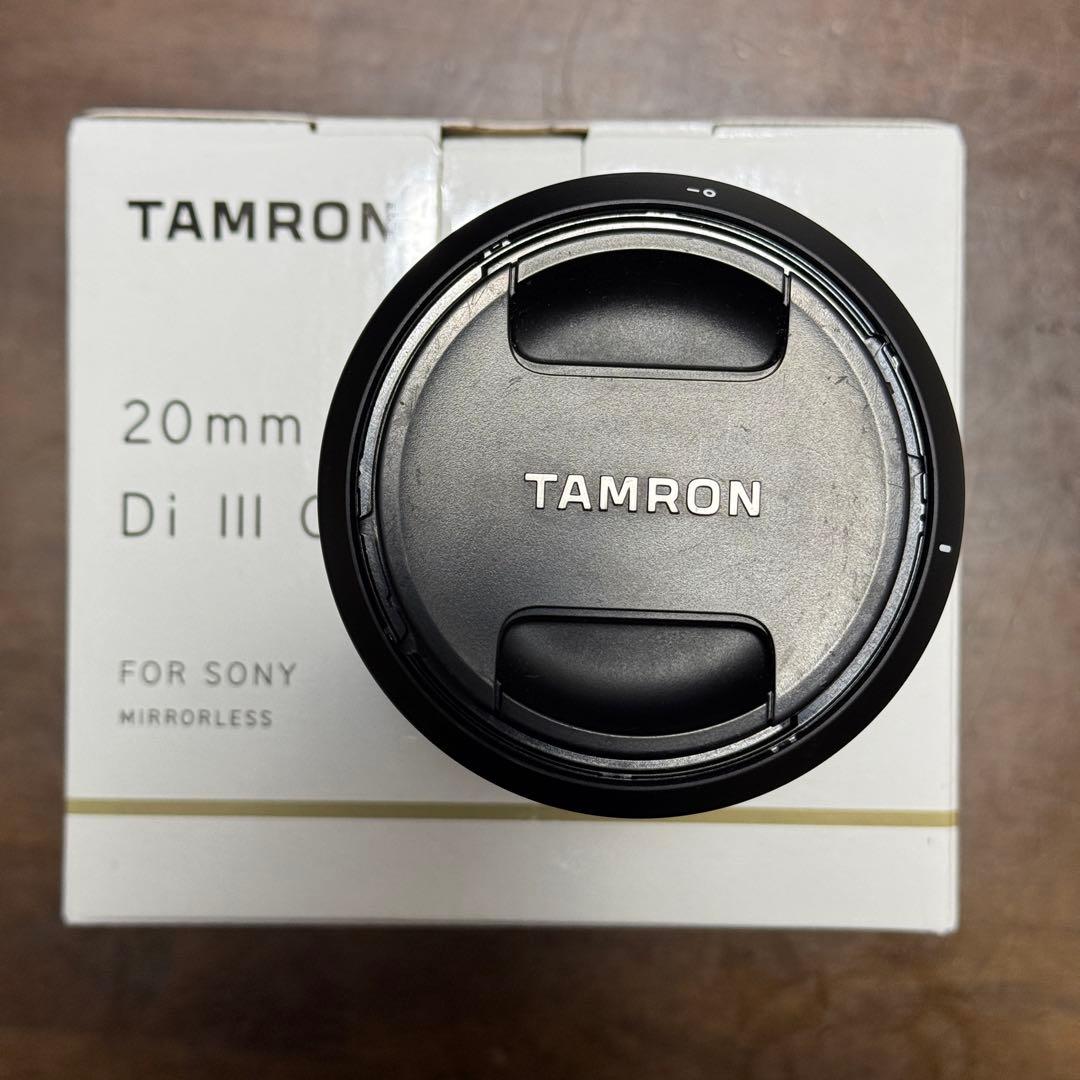 TAMRON
20mm
Di III
FOR SONY
MIRRORLESS
TAMRON